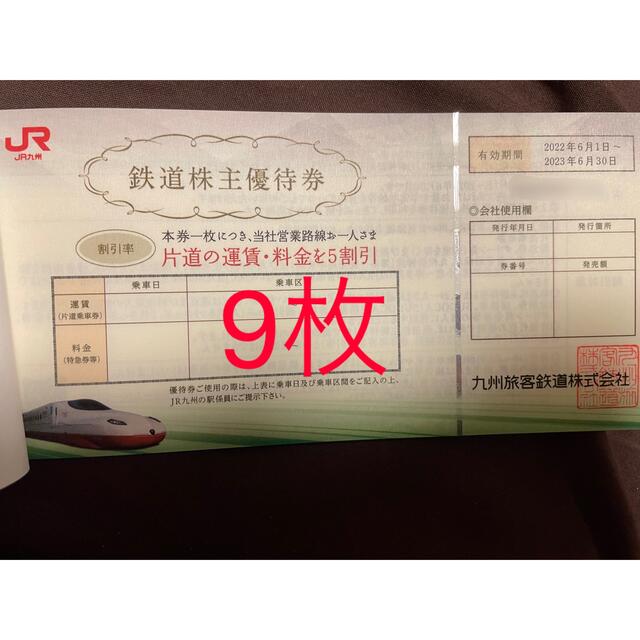 JR
JR九州
鉄道株主優待券
本券一枚につき、当社営業路線お一人さま
割引率
片道の運賃・料金を5割引
乗車日
乗車区
運賃
(片道乗車券)
料金
(特急券等)
9枚
優待券ご使用の際は、上表に乗車日及び乗車区間をご記入の上、
JR九州の駅係員にご提示下さい。
有効期間
2022年6月1日～
2023年6月30日
◎会社使用欄
発行年月日
発行箇所
券番号
発売額
九州旅客鉄道株式会社